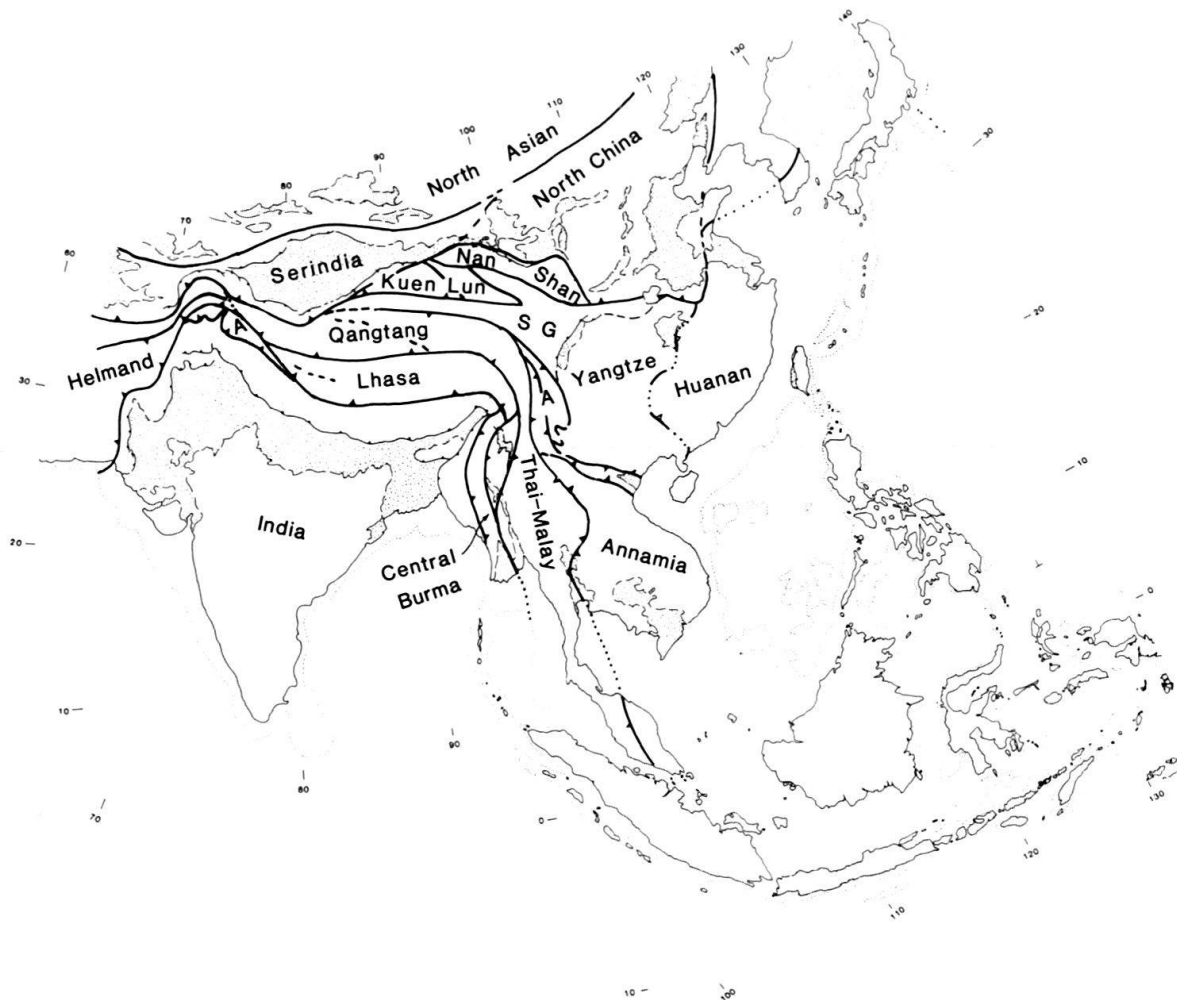 140
130
120
110
100
90
80
70
60
30
20
10
0
North Asian
North China
Nan
Shan
Serindia
Kuen Lun
S G
A
Qangtang
Helmand
Lhasa
Yangtze
Huanan
A
30
20
10
India
Thai-Malay
Annamia
Central
Burma
10
90
80
70
0
130
120
110
10
100